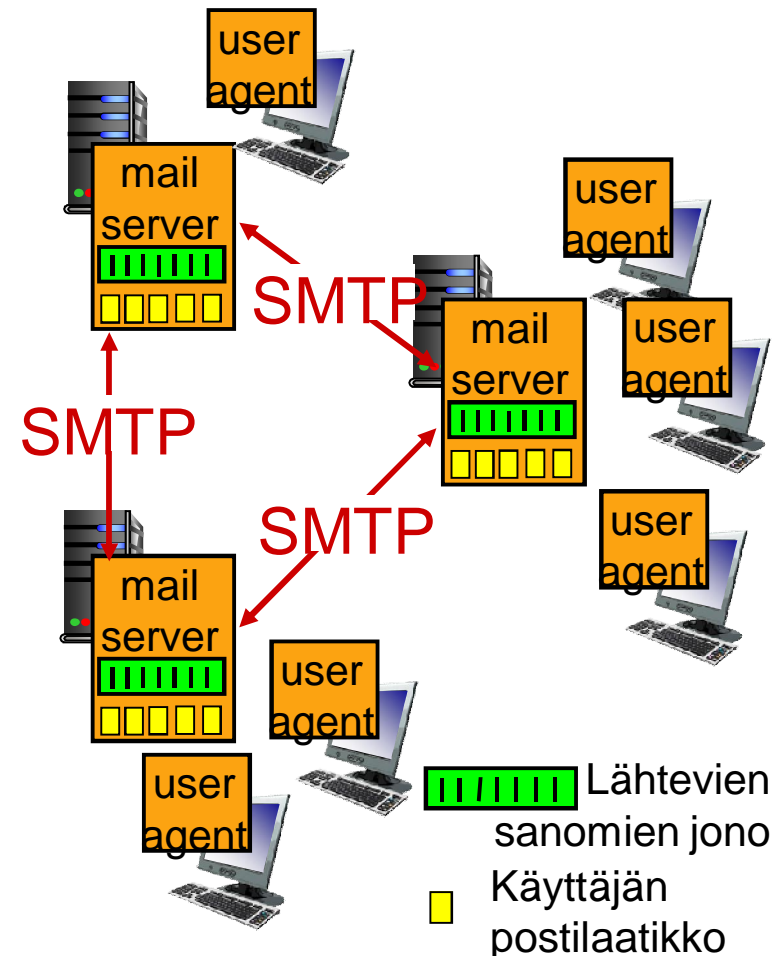 user
agent
mail
server
user
agent
SMTP
mail
server
user
agent
SMTP
SMTP
user
agent
mail
server
user
agent
user
agent
Lähtevien
sanomien jono
Käyttäjän
postilaatikko